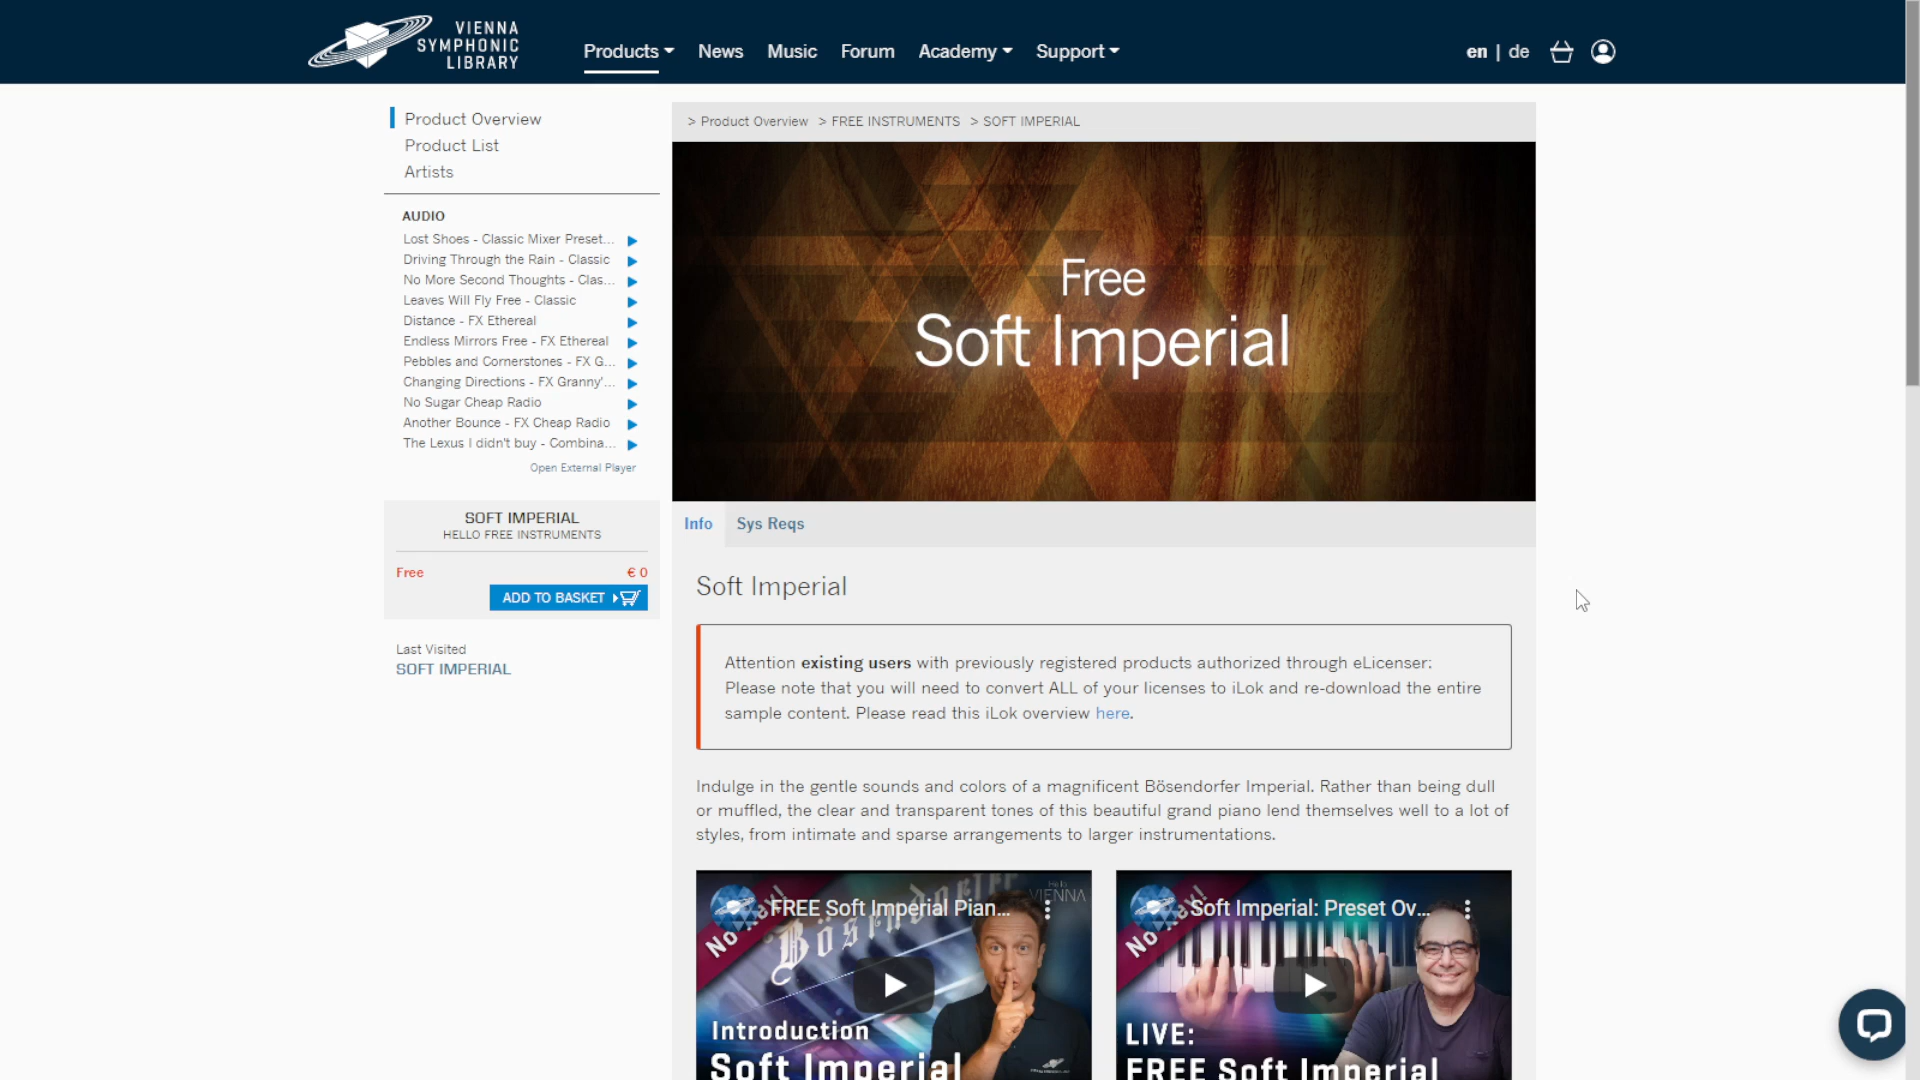 VIENNA
SYMPHONIC
LIBRARY
Products
News
Music
Forum
Academy
Support
en | de
Product Overview
Product List
Artists
AUDIO
Lost Shoes - Classic Mixer Preset...
Driving Through the Rain - Classic
No More Second Thoughts - Clas...
Leaves Will Fly Free - Classic
Distance - FX Ethereal
Endless Mirrors Free - FX Ethereal
Pebbles and Cornerstones - FX G...
Changing Directions - FX Granny'...
No Sugar Cheap Radio
Another Bounce - FX Cheap Radio
The Lexus I didn't buy - Combina...
Open External Player
SOFT IMPERIAL
HELLO FREE INSTRUMENTS
Free € 0
ADD TO BASKET
Last Visited
SOFT IMPERIAL
> Product Overview > FREE INSTRUMENTS > SOFT IMPERIAL
Free
Soft Imperial
Info
Sys Reqs
Soft Imperial
Attention existing users with previously registered products authorized through eLicenser:
Please note that you will need to convert ALL of your licenses to iLok and re-download the entire
sample content. Please read this iLok overview here.
Indulge in the gentle sounds and colors of a magnificent Bösendorfer Imperial. Rather than being dull
or muffled, the clear and transparent tones of this beautiful grand piano lend themselves well to a lot of
styles, from intimate and sparse arrangements to larger instrumentations.
FREE Soft Imperial Pian...
Hello
VIENNA
No
Bösendorfer
Introduction
Soft Imperial
Soft Imperial: Preset Ov...
No
LIVE:
FREE Soft Imperial